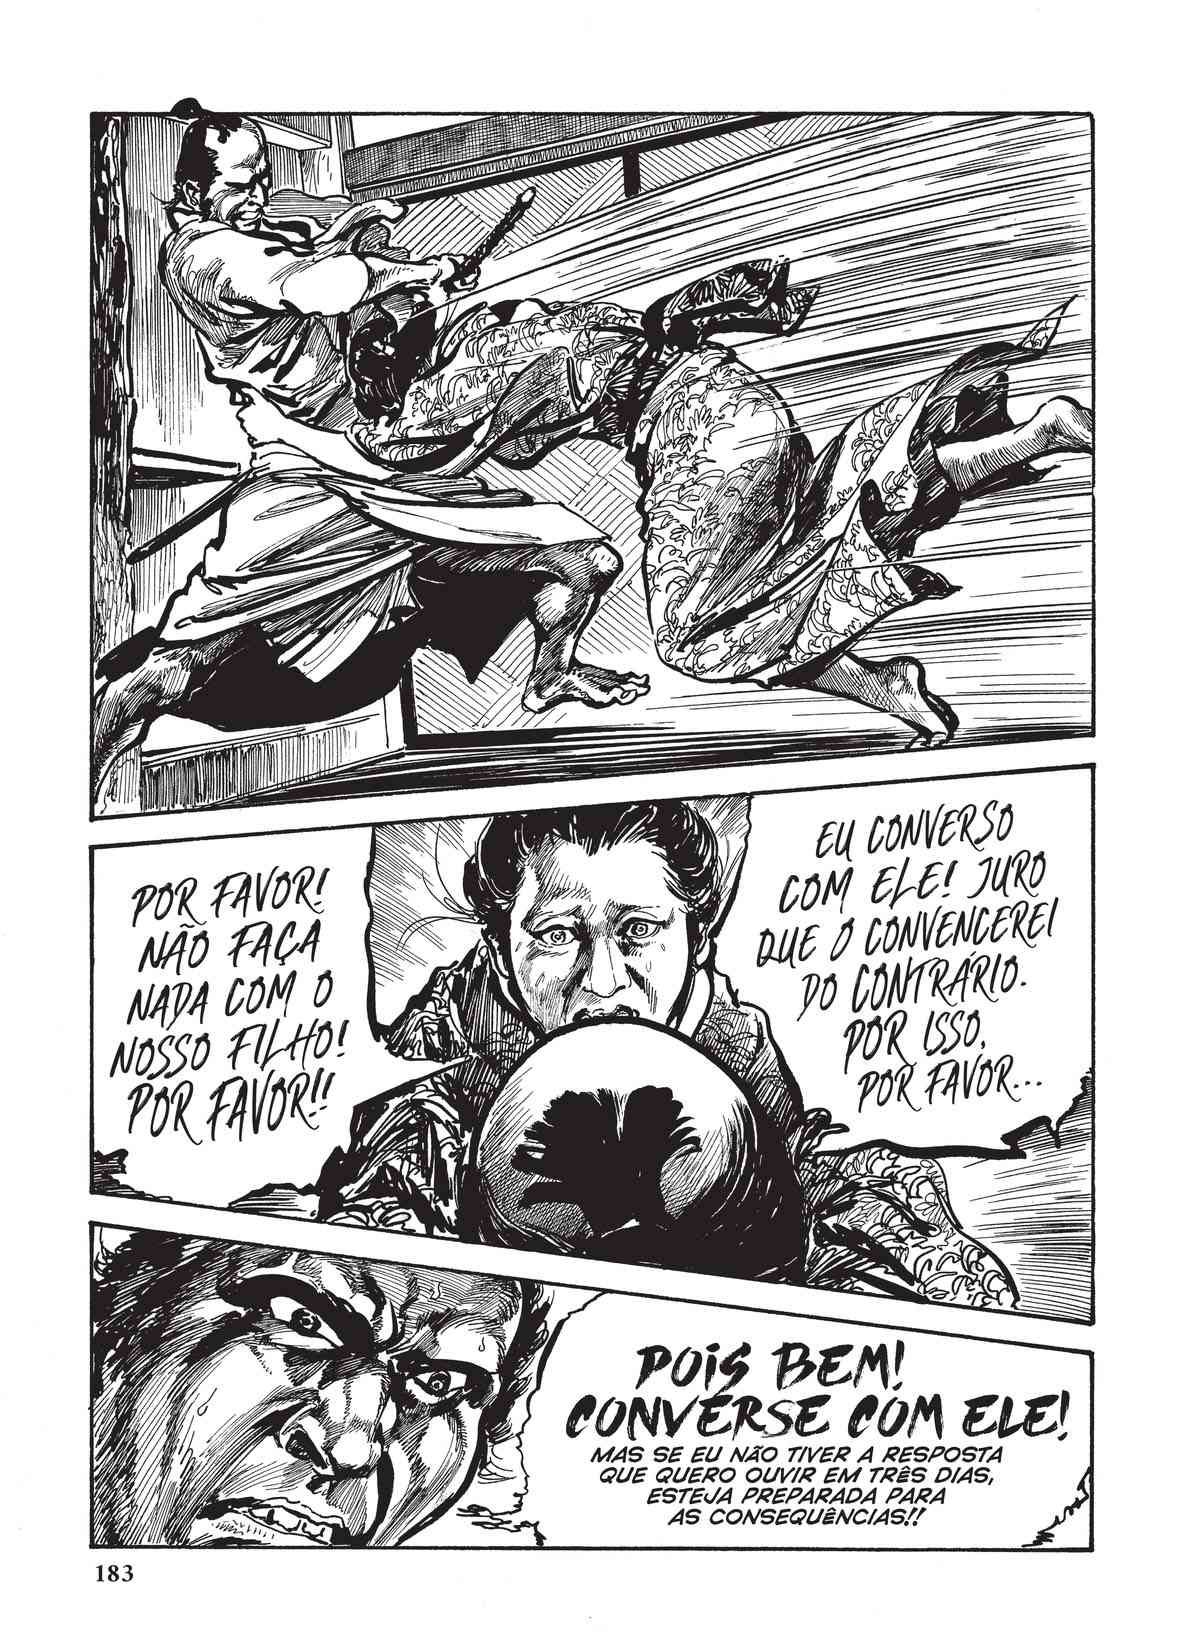 EU CONVERSO
COM ELE! JURO
QUE O CONVENCEREI
DO CONTRÁRIO.
POR ISSO,
POR FAVOR...
POR FAVOR!
NÃO FAÇA
NADA COM O
NOSSO FILHO!
POR FAVOR!!
POIS BEM!
CONVERSE COM ELE!
MAS SE EU NÃO TIVER A RESPOSTA
QUE QUERO OUVIR EM TRÊS DIAS,
ESTEJA PREPARADA PARA
AS CONSEQUÊNCIAS!!
183